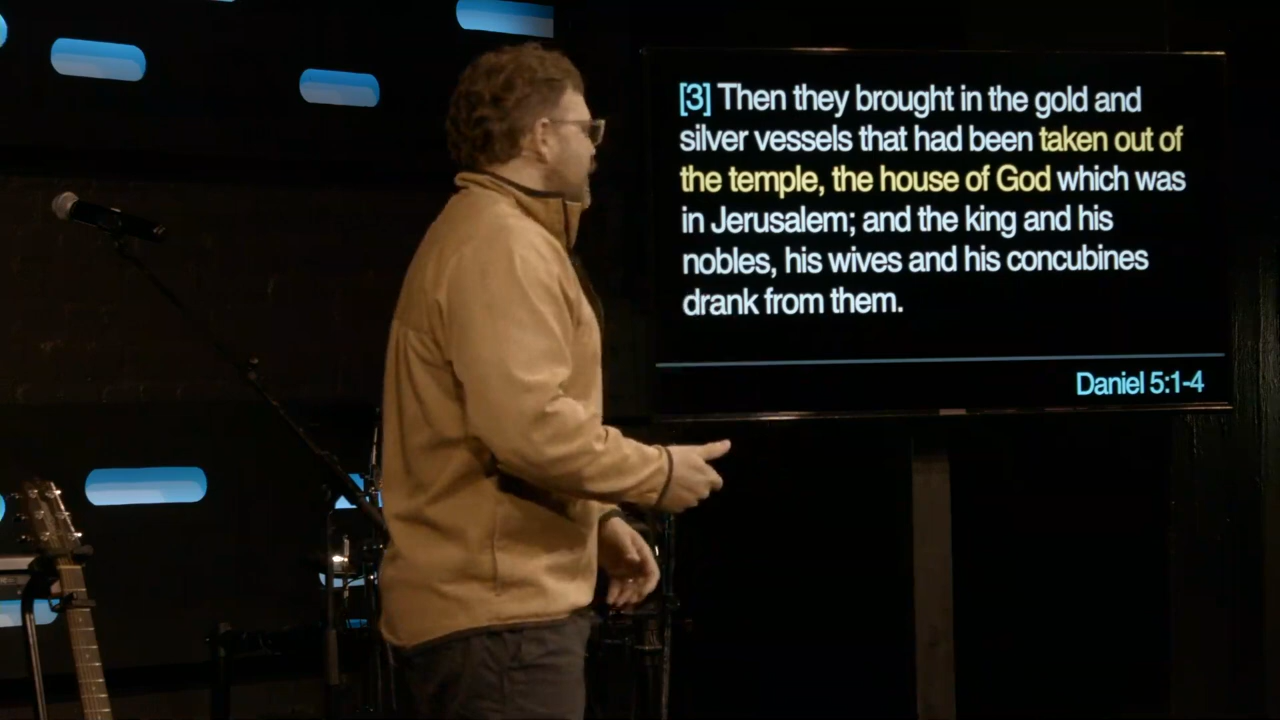 [3] Then they brought in the gold and
silver vessels that had been taken out of
the temple, the house of God which was
in Jerusalem; and the king and his
nobles, his wives and his concubines
drank from them.
Daniel 5:1-4